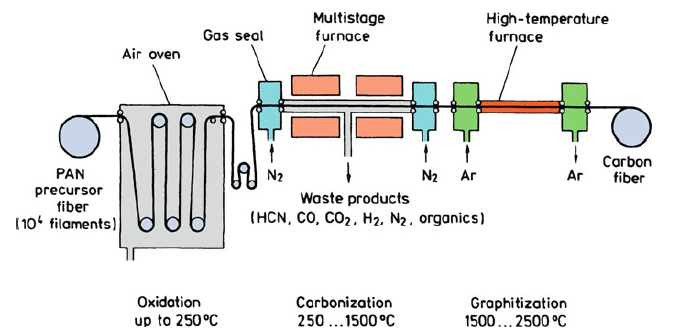 Multistage
furnace
High-temperature
furnace
Gas seal
Air oven
PAN
precursor
fiber
(10⁴ filaments)
N₂
N₂
Ar
Ar
Carbon
fiber
Waste products
(HCN, CO, CO₂, H₂, N₂, organics)
Oxidation
up to 250°C
Carbonization
250 ...1500°C
Graphitization
1500 ... 2500°C